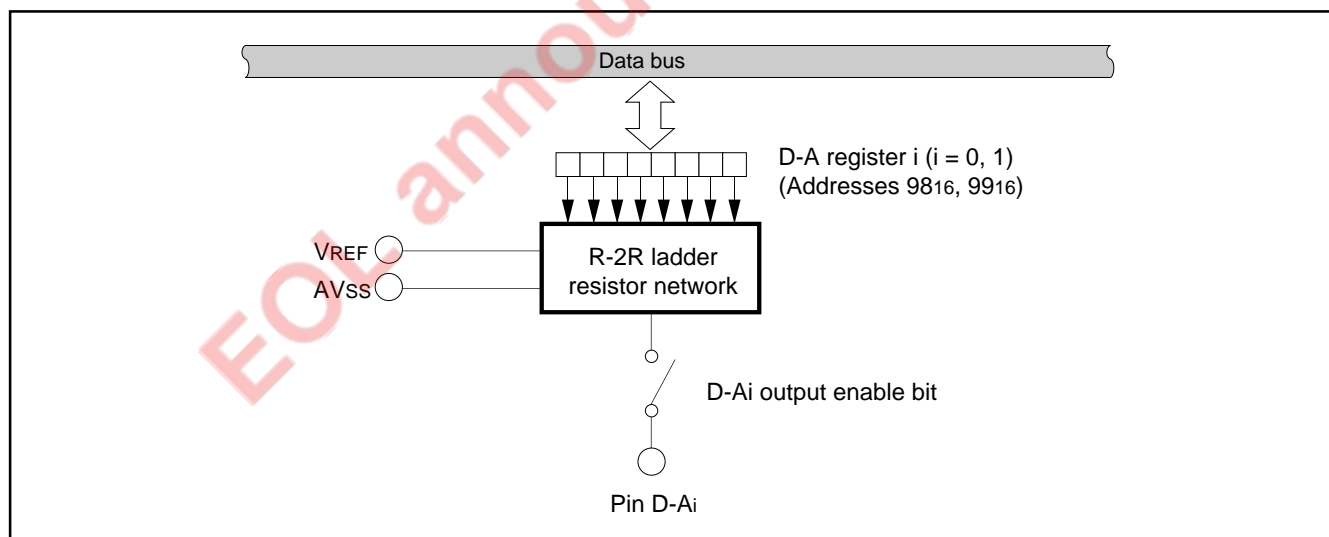 Data bus
D-A register i (i = 0, 1)
(Addresses 9816, 9916)
VREF
AVSS
R-2R ladder
resistor network
D-Ai output enable bit
Pin D-Ai
EOL annou